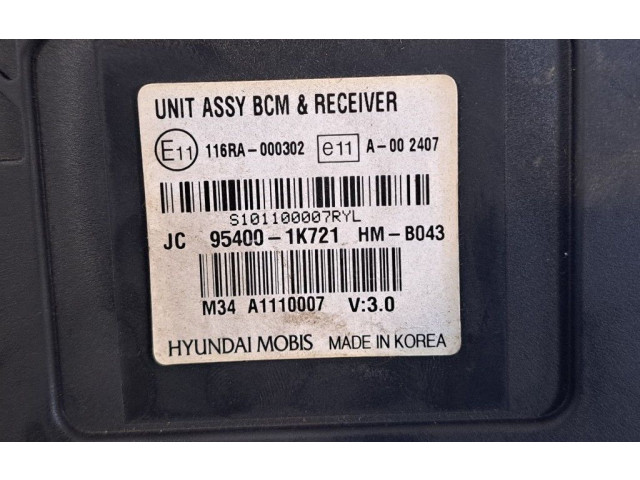 UNIT ASSY BCM & RECEIVER
E11 116RA-000302 e11 A-00 2407
S101100007RYL
JC 95400-1K721 HM-B043
M34 A1110007 V:3.0
HYUNDAI MOBIS MADE IN KOREA